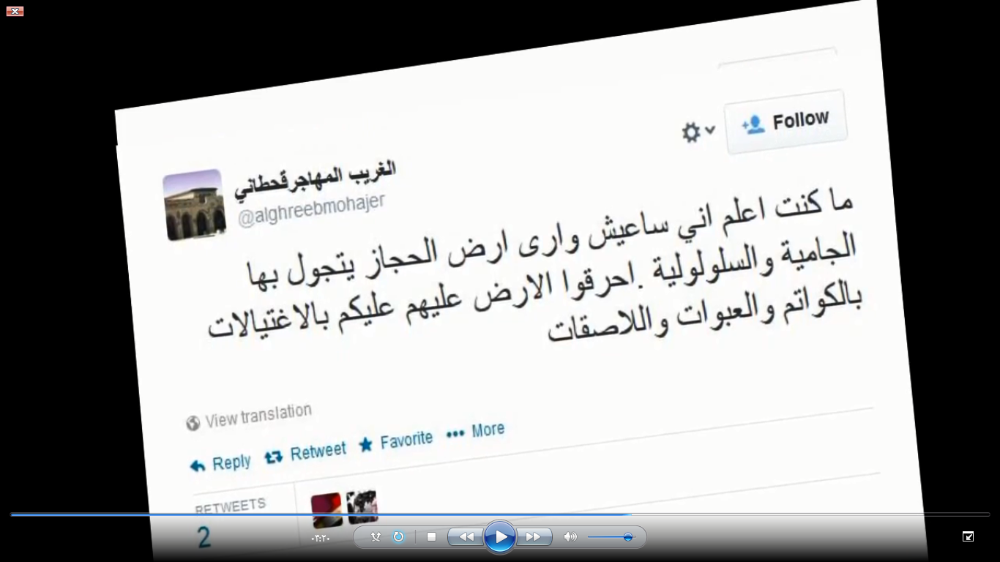 Follow
الغريب المهاجرقحطاني
@alghreebmohajer
ما كنت اعلم اني ساعيش وارى ارض الحجاز يتجول بها
الجامية والسلولولية .احرقوا الارض عليهم عليكم بالاغتيالات
بالكواتم والعبوات واللاصقات
View translation
Reply Retweet Favorite More
RETWEETS
2
٠٣:٢٠